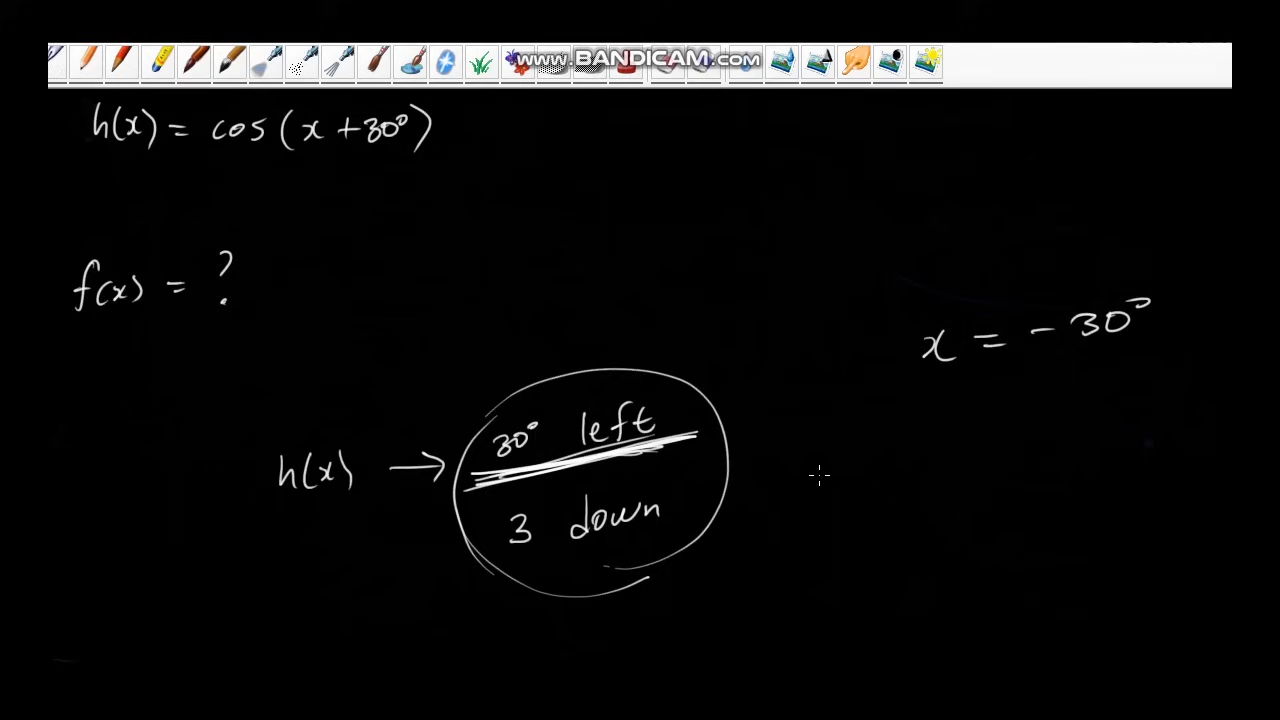 www.BANDICAM.com
h(x) = cos(x + 30°)
f(x) = ?
x = - 30°
30° left
h(x) →
3 down